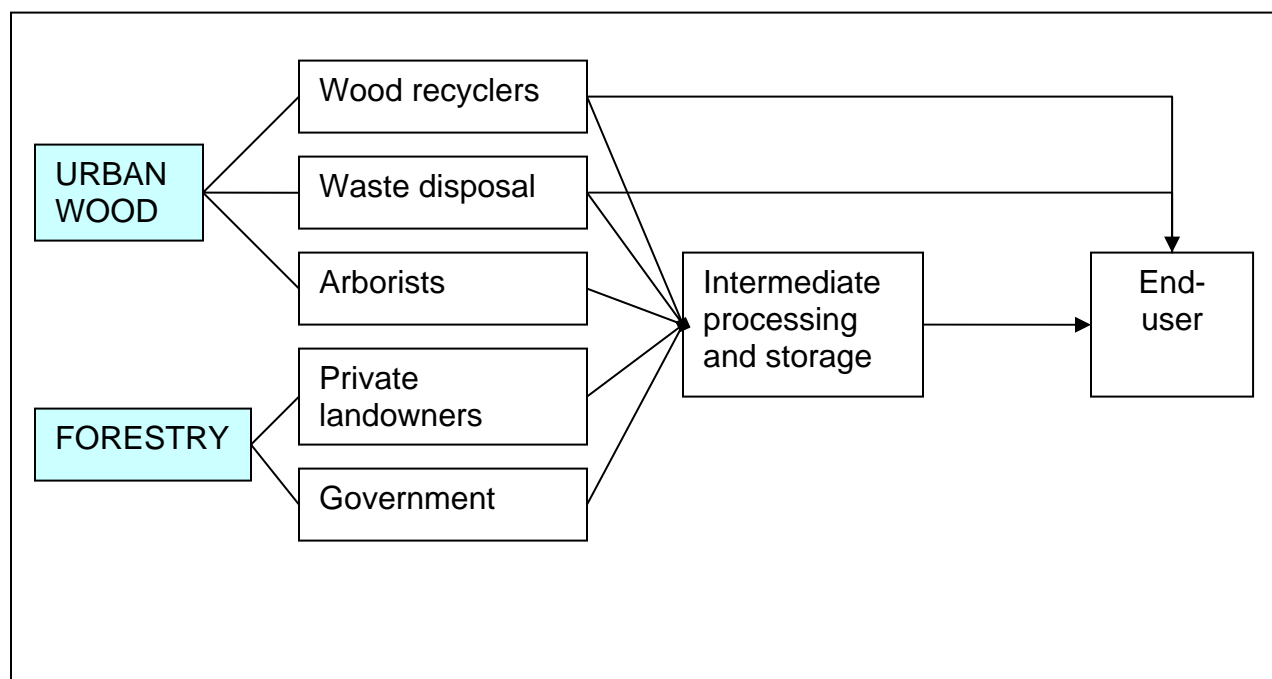 URBAN
WOOD
FORESTRY
Wood recyclers
Waste disposal
Arborists
Private
landowners
Government
Intermediate
processing
and storage
End-
user